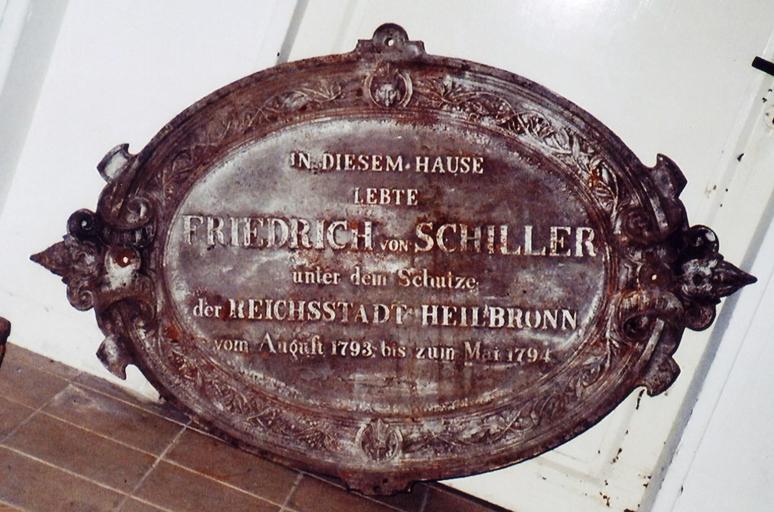 IN DIESEM HAUSE
LEBTE
FRIEDRICH von SCHILLER
unter dem Schutze
der REICHSSTADT HEILBRONN
vom August 1793 bis zum Mai 1794